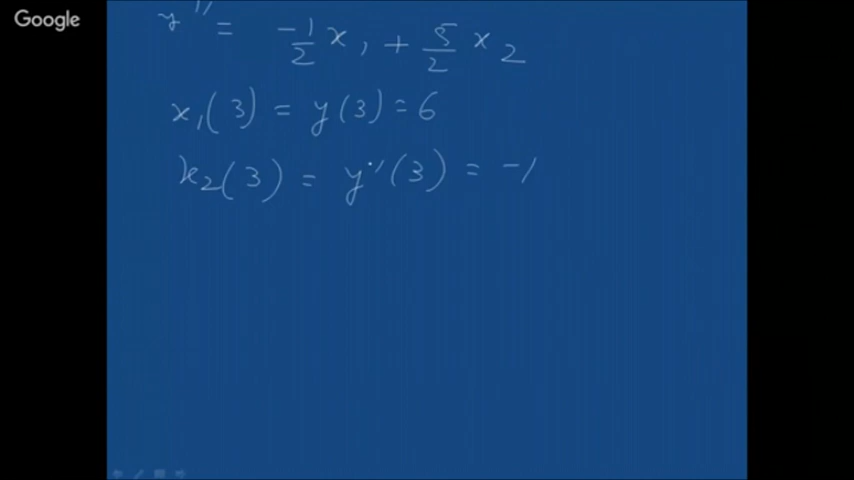 Google
y'' = -1/2 x₁ + 5/2 x₂
x₁(3) = y(3) = 6
x₂(3) = y'(3) = -1